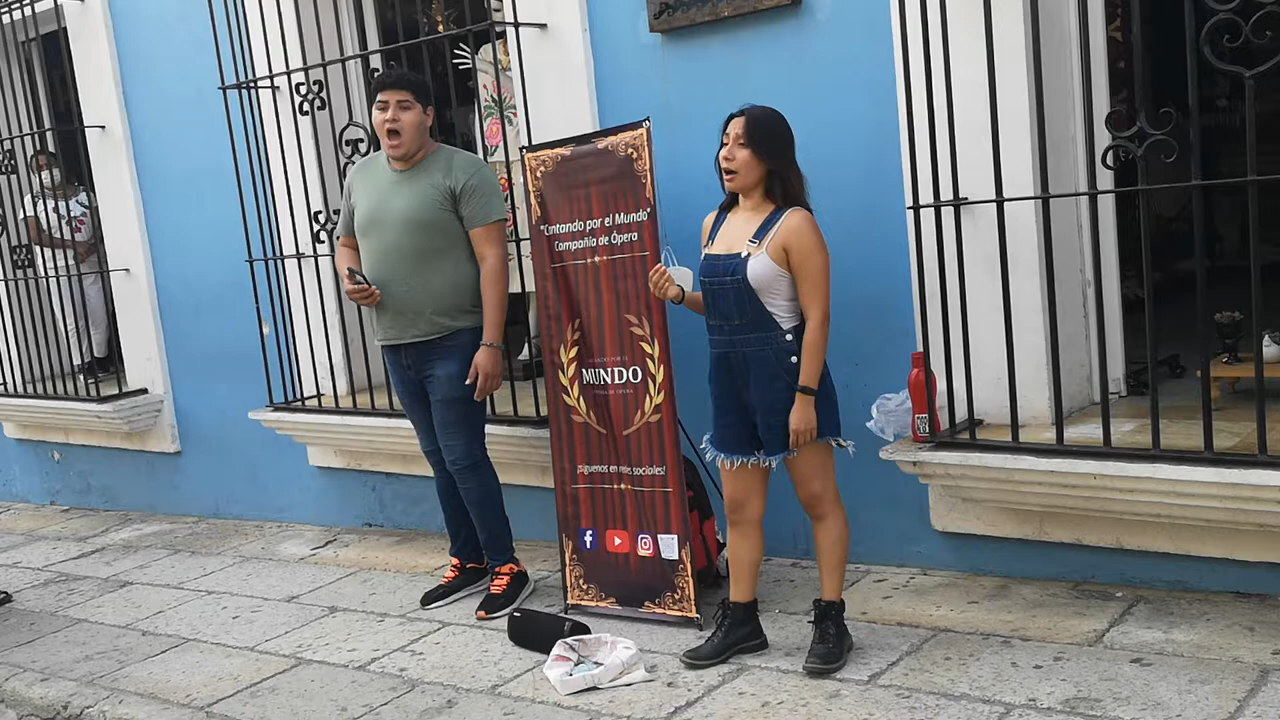 "Cantando por el Mundo"
Compañía de Ópera
MUNDO
¡síguenos en redes sociales!